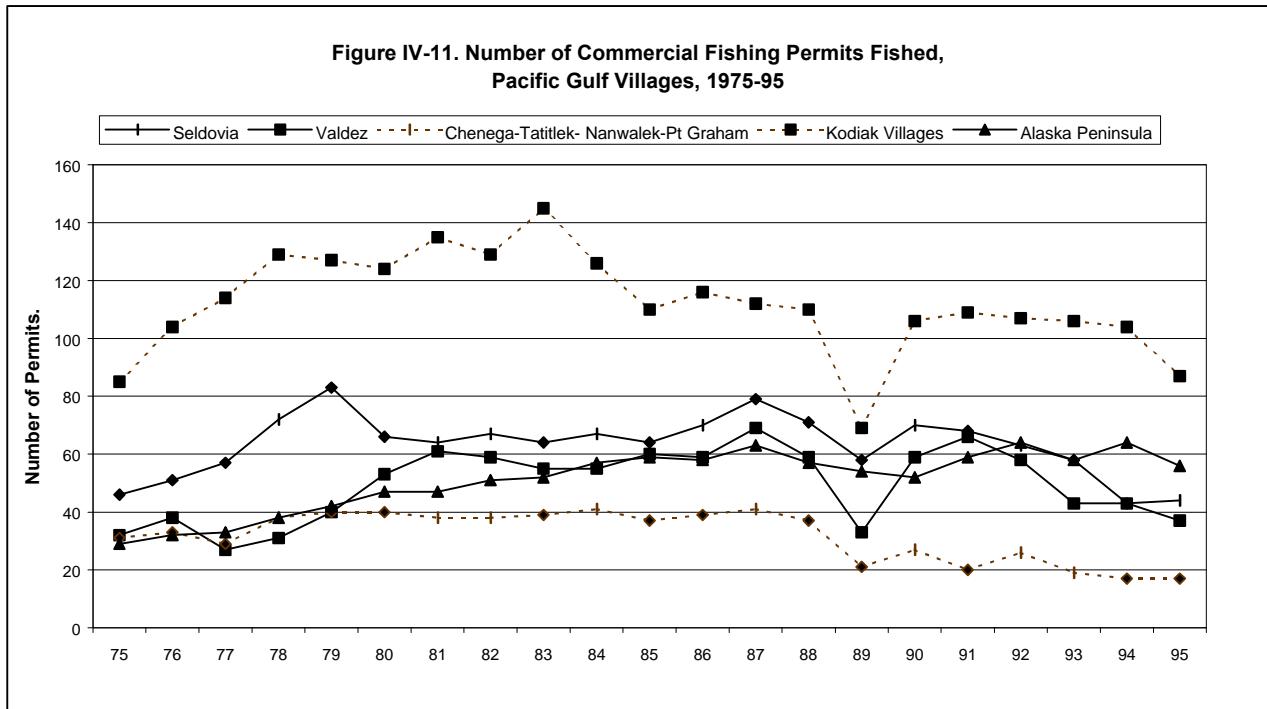 Figure IV-11. Number of Commercial Fishing Permits Fished,
Pacific Gulf Villages, 1975-95
Seldovia Valdez Chenega-Tatitlek- Nanwalek-Pt Graham Kodiak Villages Alaska Peninsula
160
140
120
100
80
60
40
20
0
Number of Permits.
75 76 77 78 79 80 81 82 83 84 85 86 87 88 89 90 91 92 93 94 95